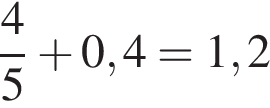 4/5 + 0,4 = 1,2